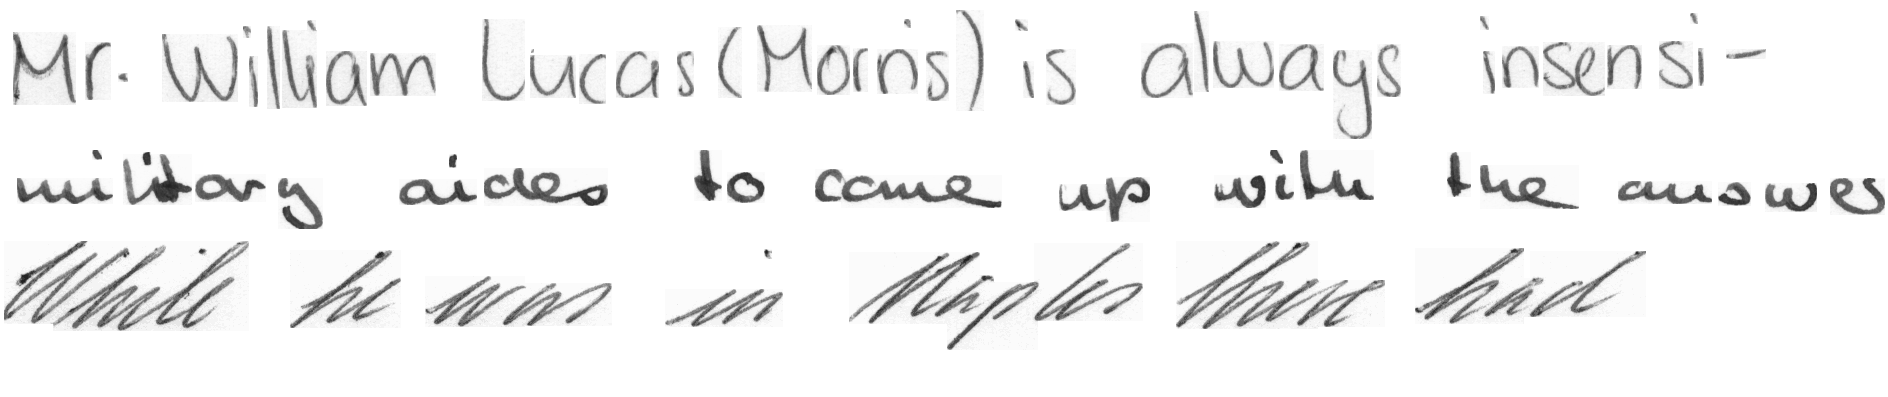 Mr. William Lucas (Morris) is always insensi-
military aides to come up with the answer
While he was in Naples there had